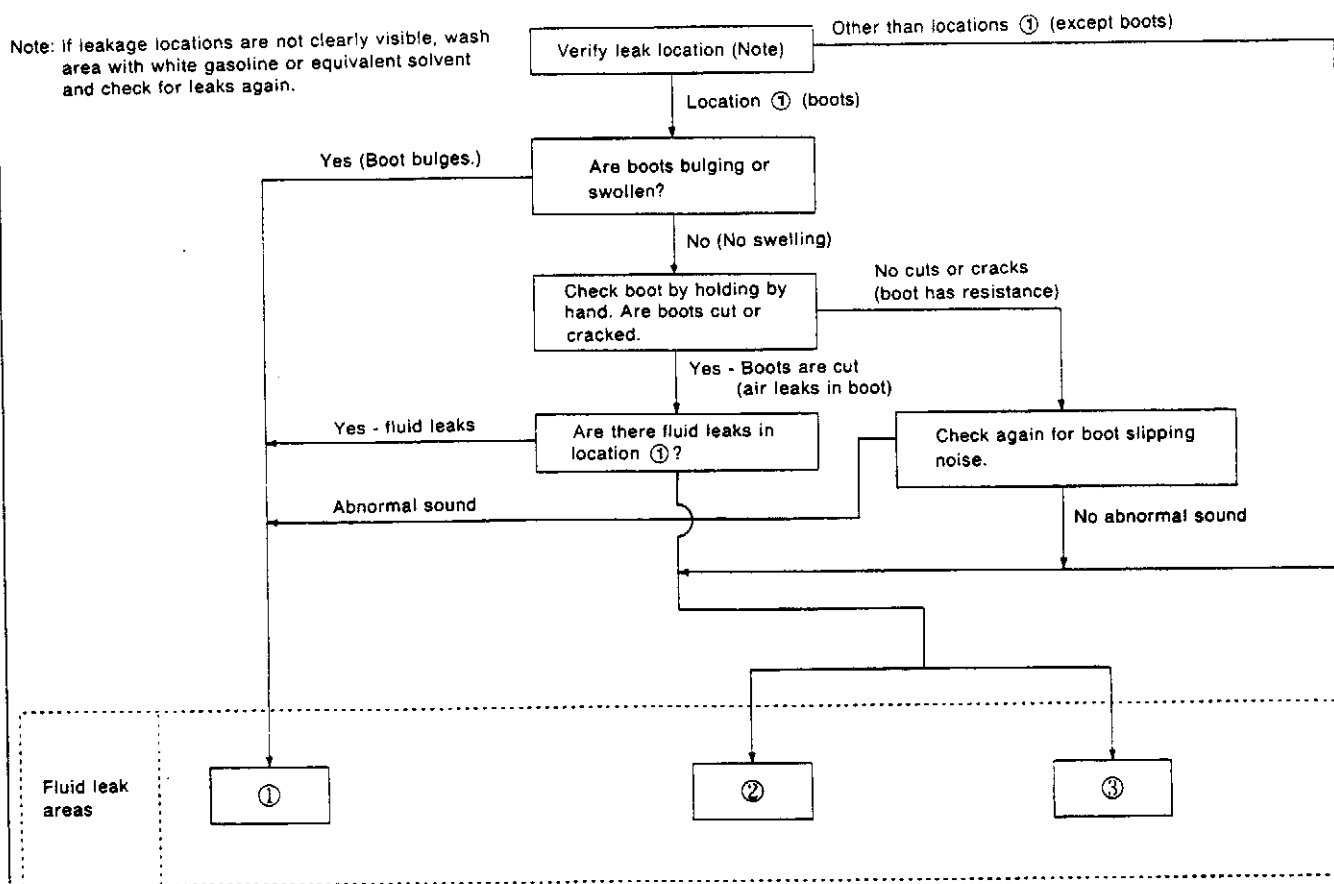 Note: If leakage locations are not clearly visible, wash
area with white gasoline or equivalent solvent
and check for leaks again.
Verify leak location (Note)
Other than locations ① (except boots)
Location ① (boots)
Yes (Boot bulges.)
Are boots bulging or
swollen?
No (No swelling)
No cuts or cracks
(boot has resistance)
Check boot by holding by
hand. Are boots cut or
cracked.
Yes - Boots are cut
(air leaks in boot)
Yes - fluid leaks
Are there fluid leaks in
location ①?
Check again for boot slipping
noise.
Abnormal sound
No abnormal sound
Fluid leak
areas
①
②
③